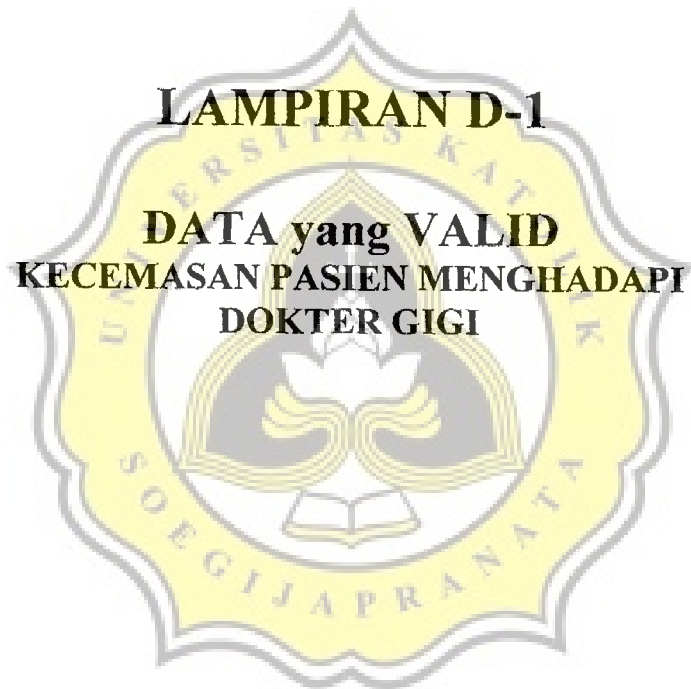 LAMPIRAN D-1
DATA yang VALID
KECEMASAN PASIEN MENGHADAPI
DOKTER GIGI
UNIVERSITAS KATOLIK
SOEGIJAPRANATA